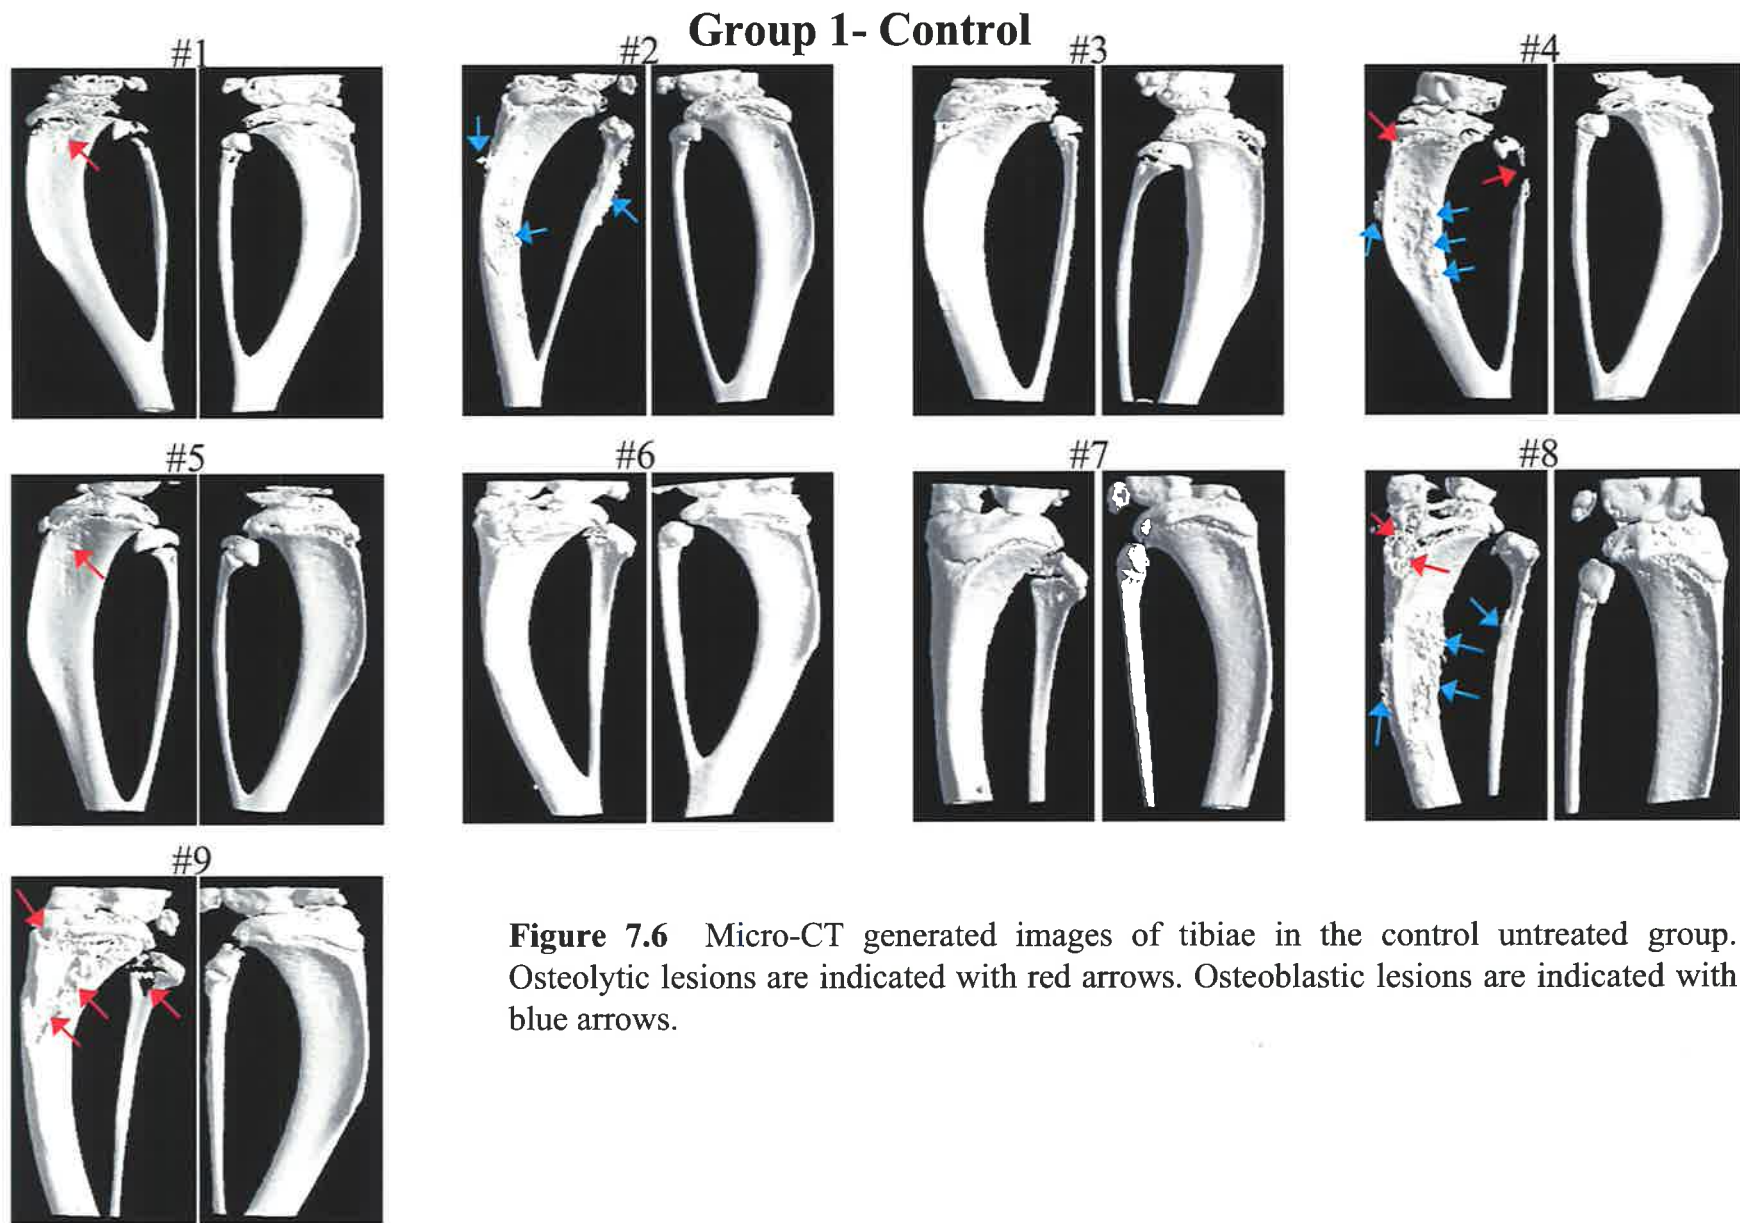 Group 1- Control
#1
#2
#3
#4
#5
#6
#7
#8
#9
Figure 7.6 Micro-CT generated images of tibiae in the control untreated group.
Osteolytic lesions are indicated with red arrows. Osteoblastic lesions are indicated with
blue arrows.